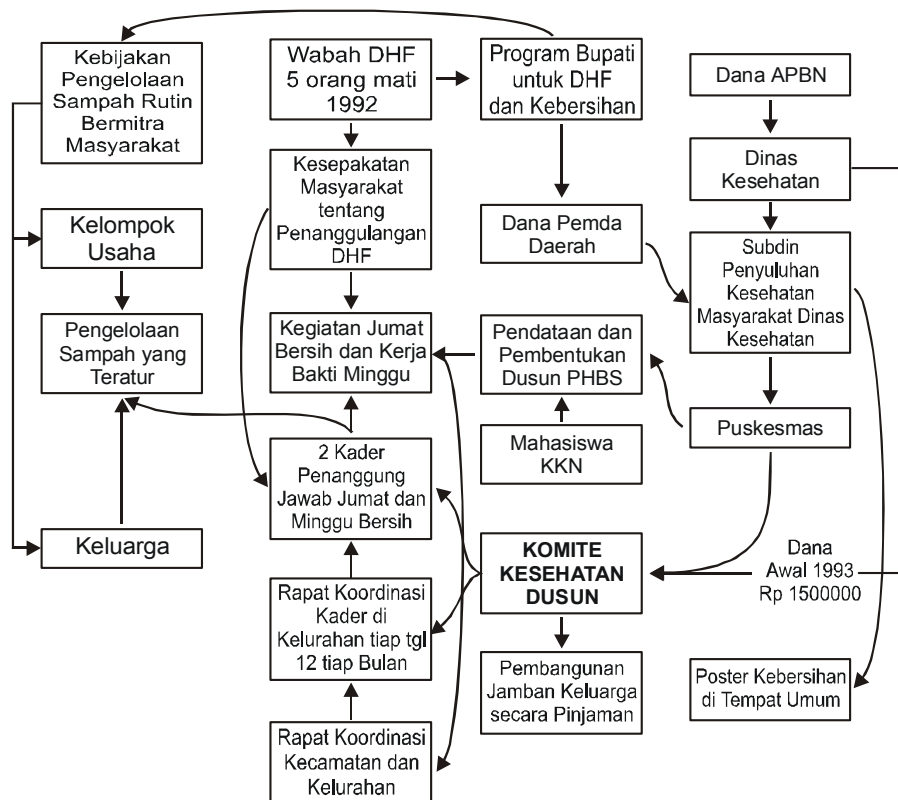 Kebijakan
Pengelolaan
Sampah Rutin
Bermitra
Masyarakat
Wabah DHF
5 orang mati
1992
Program Bupati
untuk DHF
dan Kebersihan
Dana APBN
Kesepakatan
Masyarakat
tentang
Penanggulangan
DHF
Dinas
Kesehatan
Kelompok
Usaha
Dana Pemda
Daerah
Subdin
Penyuluhan
Kesehatan
Masyarakat Dinas
Kesehatan
Pengelolaan
Sampah yang
Teratur
Kegiatan Jumat
Bersih dan Kerja
Bakti Minggu
Pendataan dan
Pembentukan
Dusun PHBS
Puskesmas
Mahasiswa
KKN
2 Kader
Penanggung
Jawab Jumat dan
Minggu Bersih
Keluarga
KOMITE
KESEHATAN
DUSUN
Dana
Awal 1993
Rp 1500000
Rapat Koordinasi
Kader di
Kelurahan tiap tgl
12 tiap Bulan
Pembangunan
Jamban Keluarga
secara Pinjaman
Poster Kebersihan
di Tempat Umum
Rapat Koordinasi
Kecamatan dan
Kelurahan